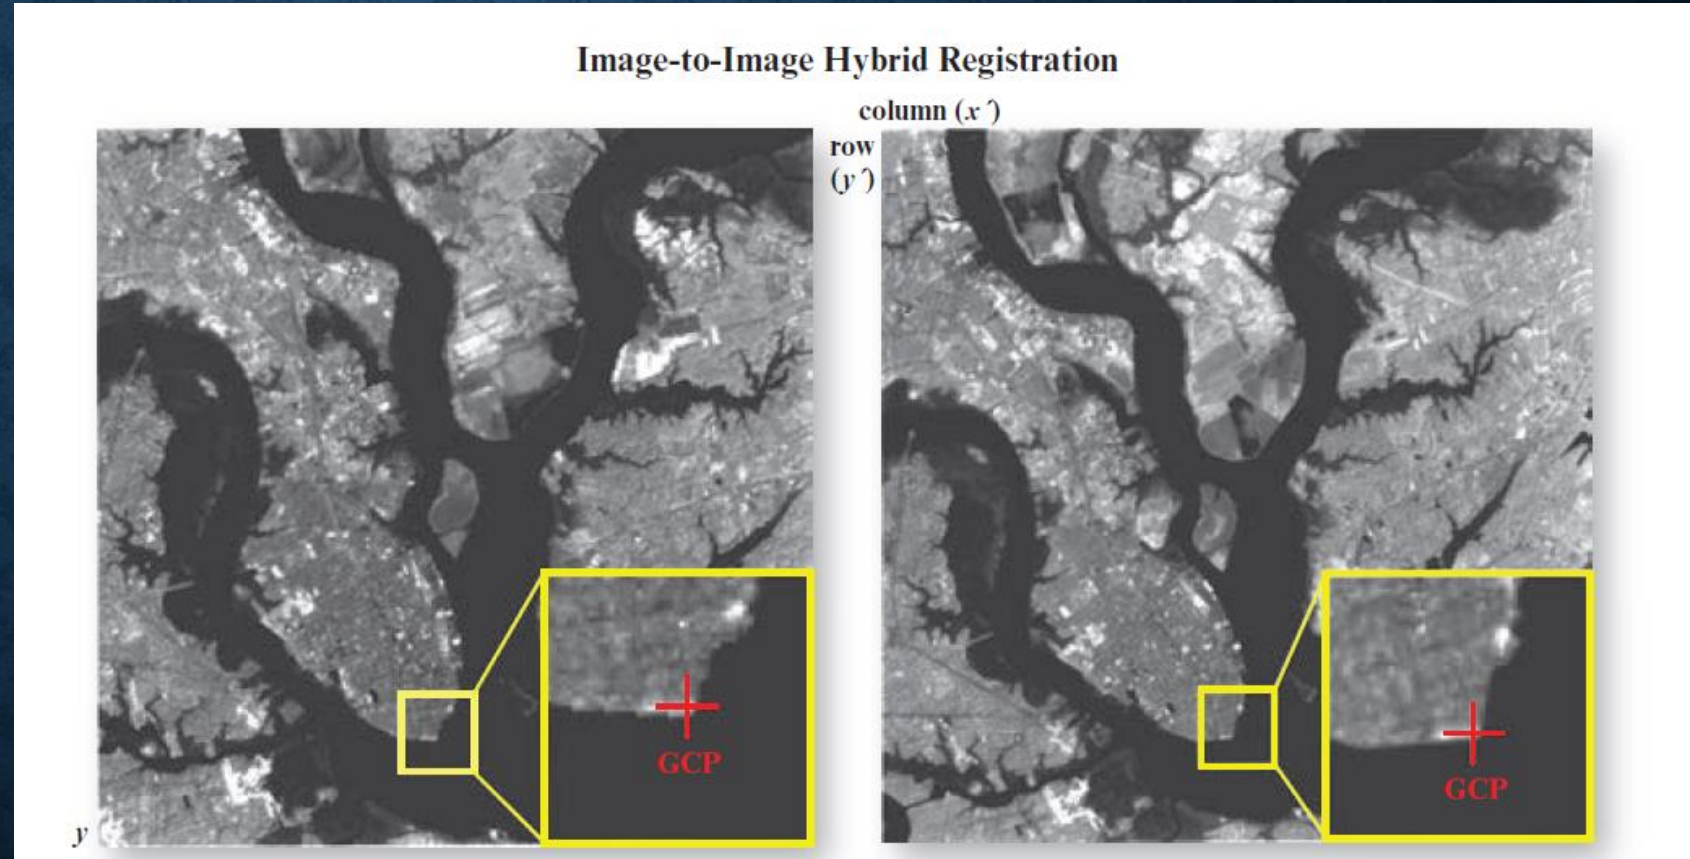 Image-to-Image Hybrid Registration
column (x´)
row
(y´)
GCP
GCP
y